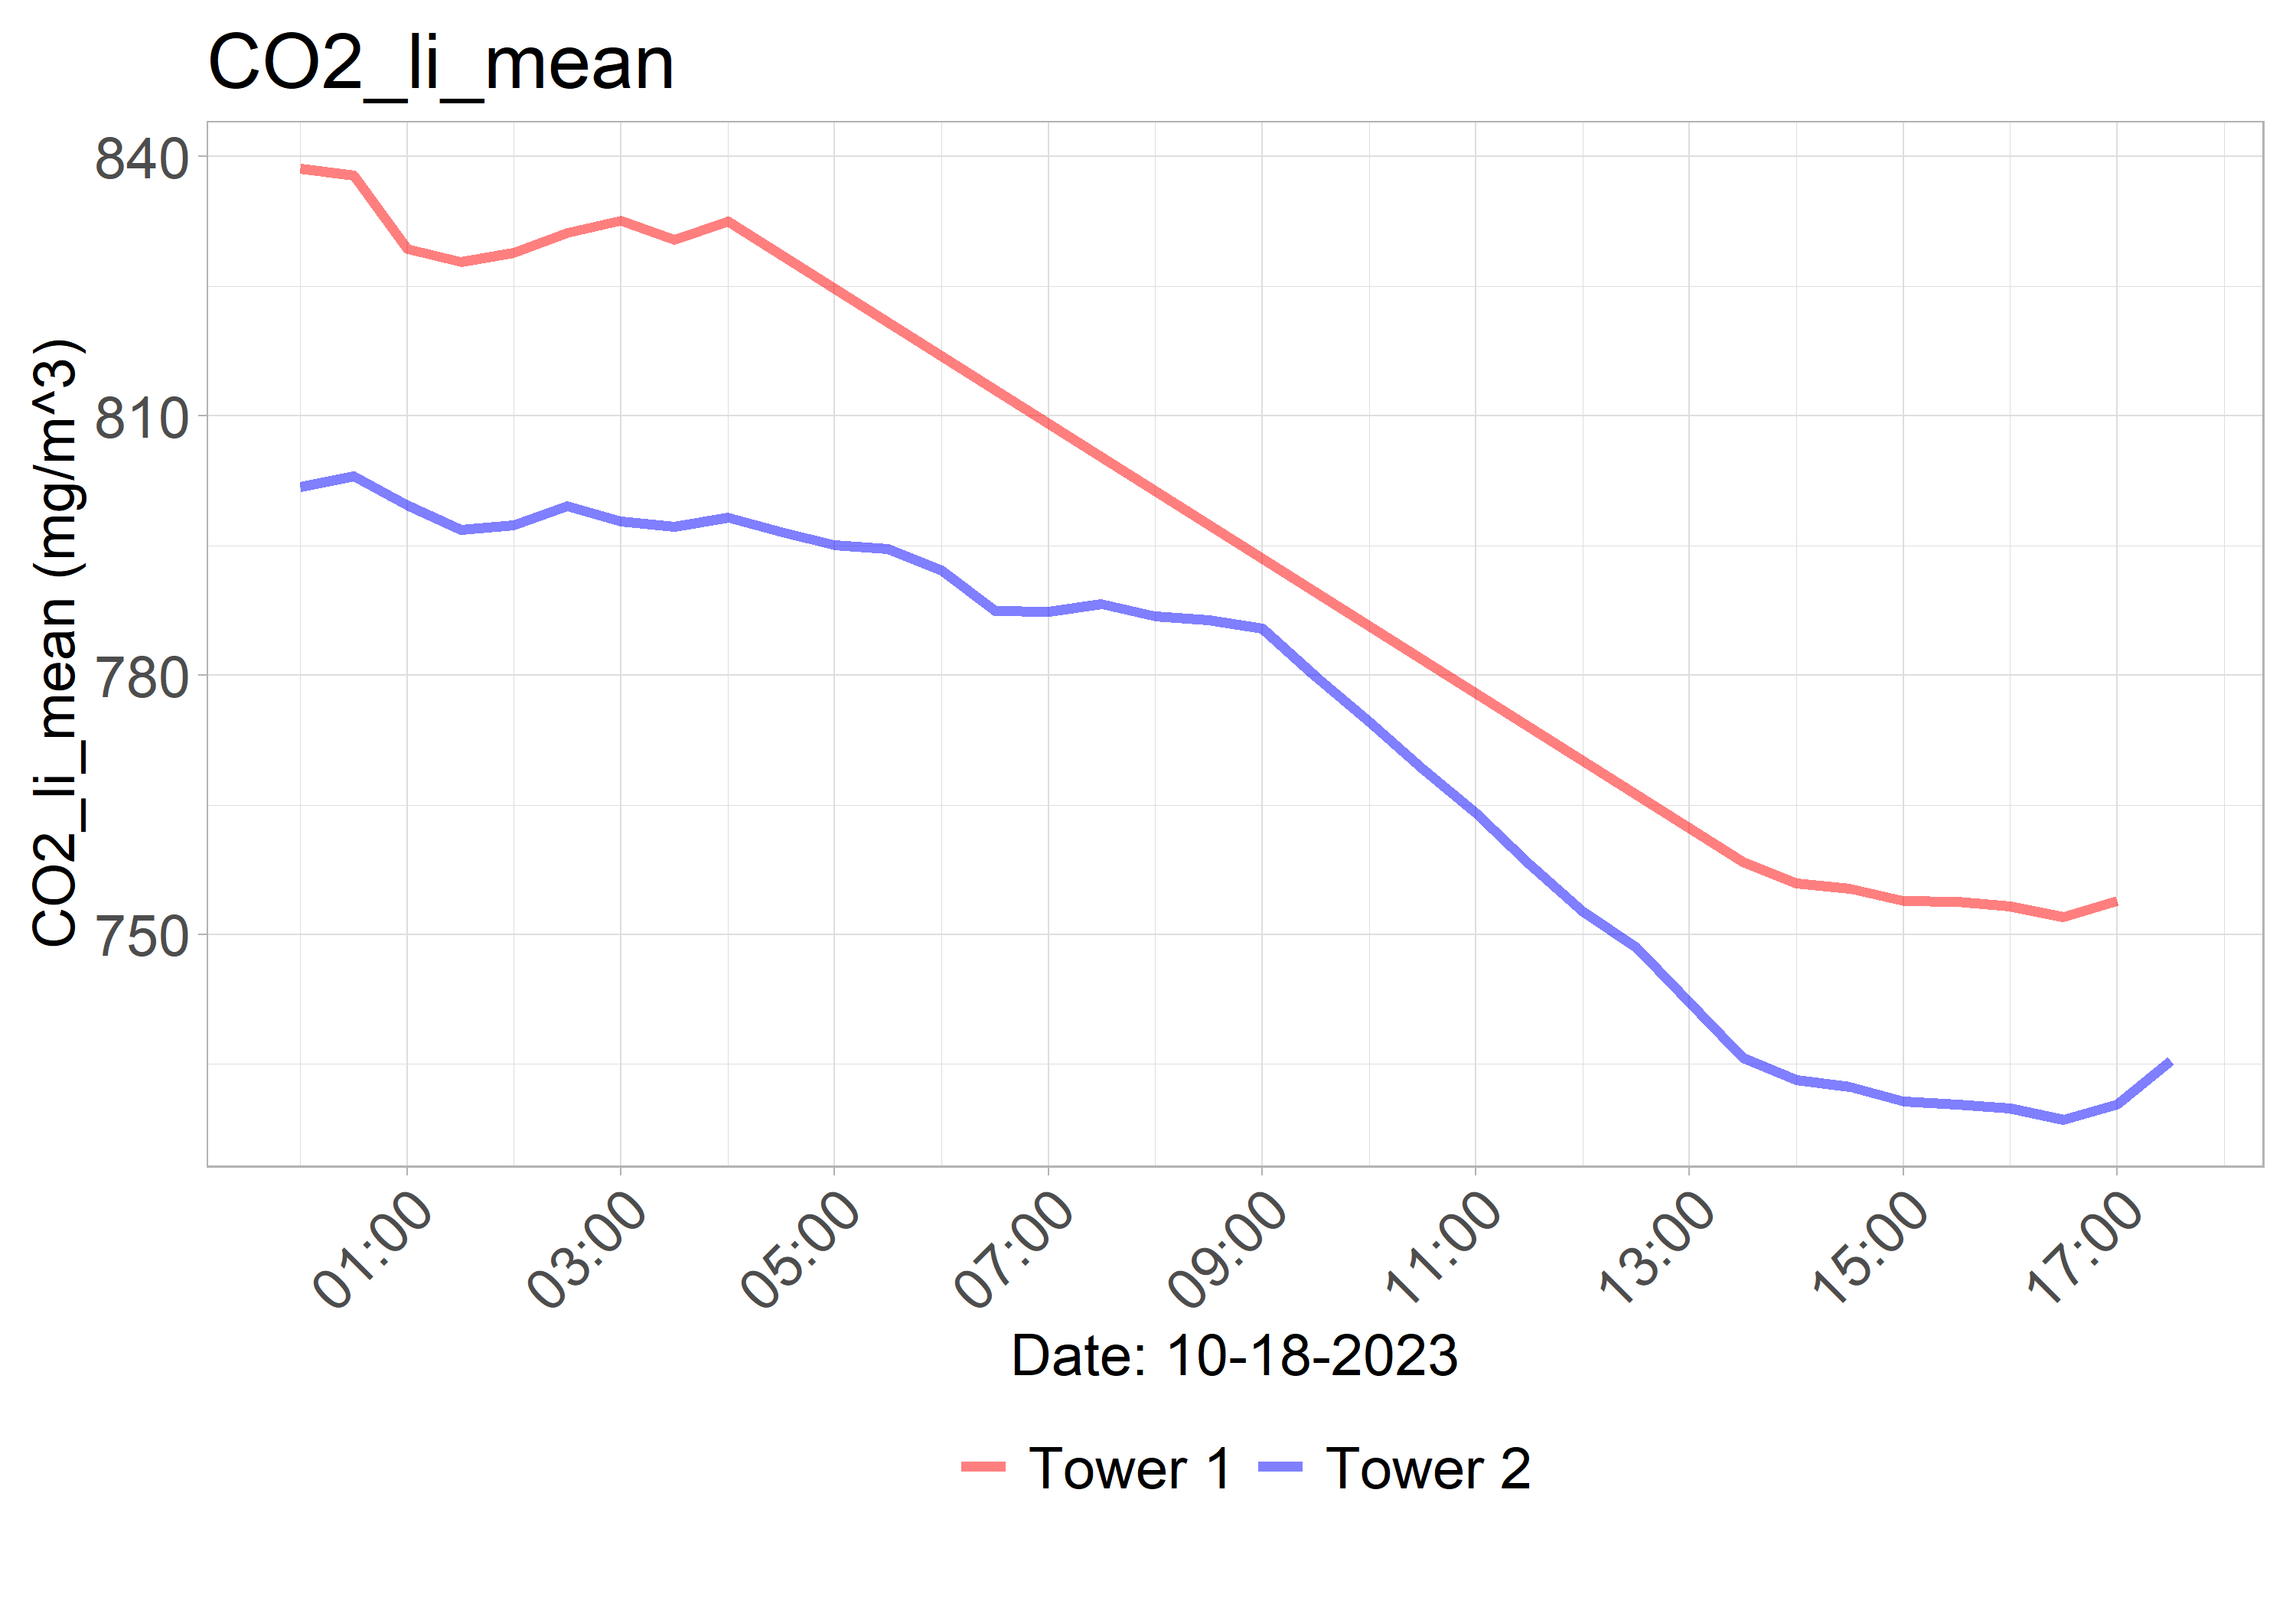 CO2_li_mean
CO2_li_mean (mg/m^3)
840
810
780
750
01:00 03:00 05:00 07:00 09:00 11:00 13:00 15:00 17:00
Date: 10-18-2023
Tower 1 Tower 2